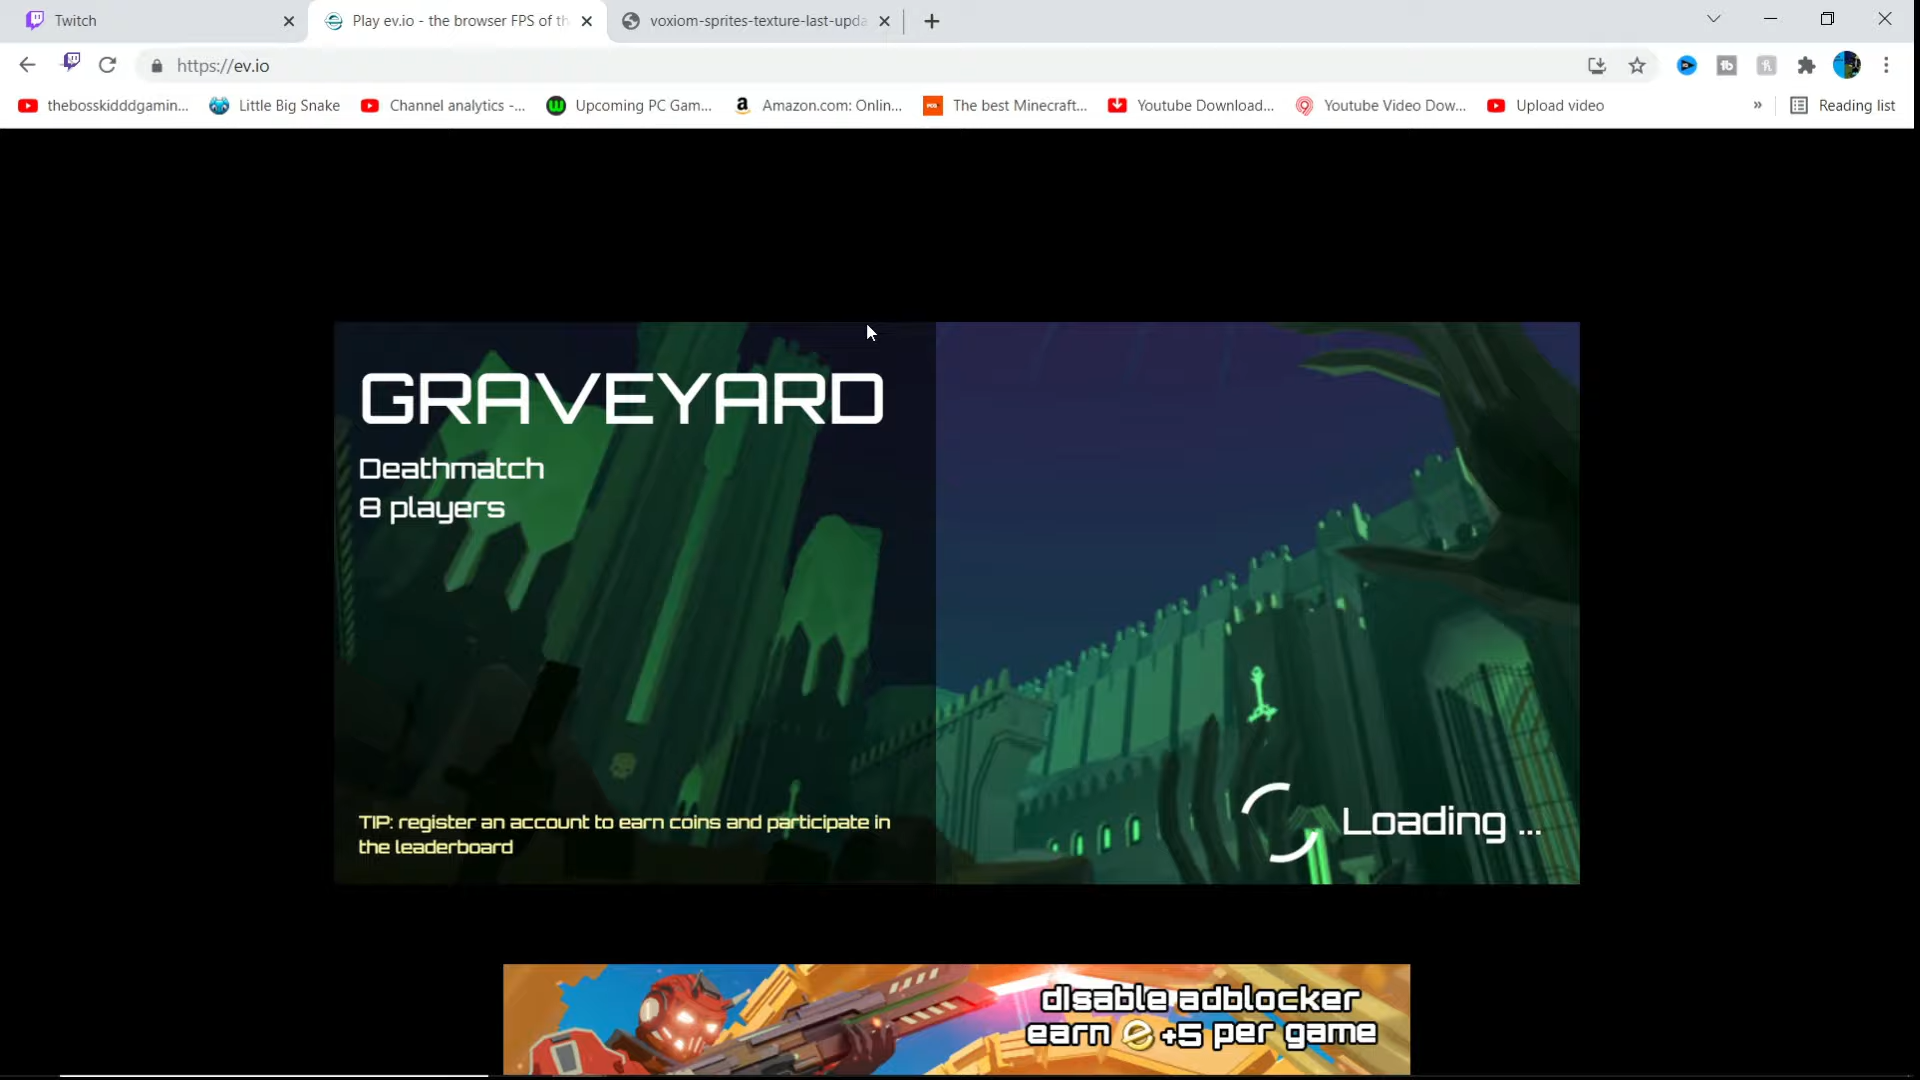 Twitch
Play ev.io - the browser FPS of th
voxiom-sprites-texture-last-upda
https://ev.io
thebosskidddgamin...
Little Big Snake
Channel analytics -...
Upcoming PC Gam...
Amazon.com: Onlin...
The best Minecraft...
Youtube Download...
Youtube Video Dow...
Upload video
»
Reading list
GRAVEYARD
Deathmatch
8 players
TIP: register an account to earn coins and participate in
the leaderboard
Loading ...
disable adblocker
earn e +5 per game